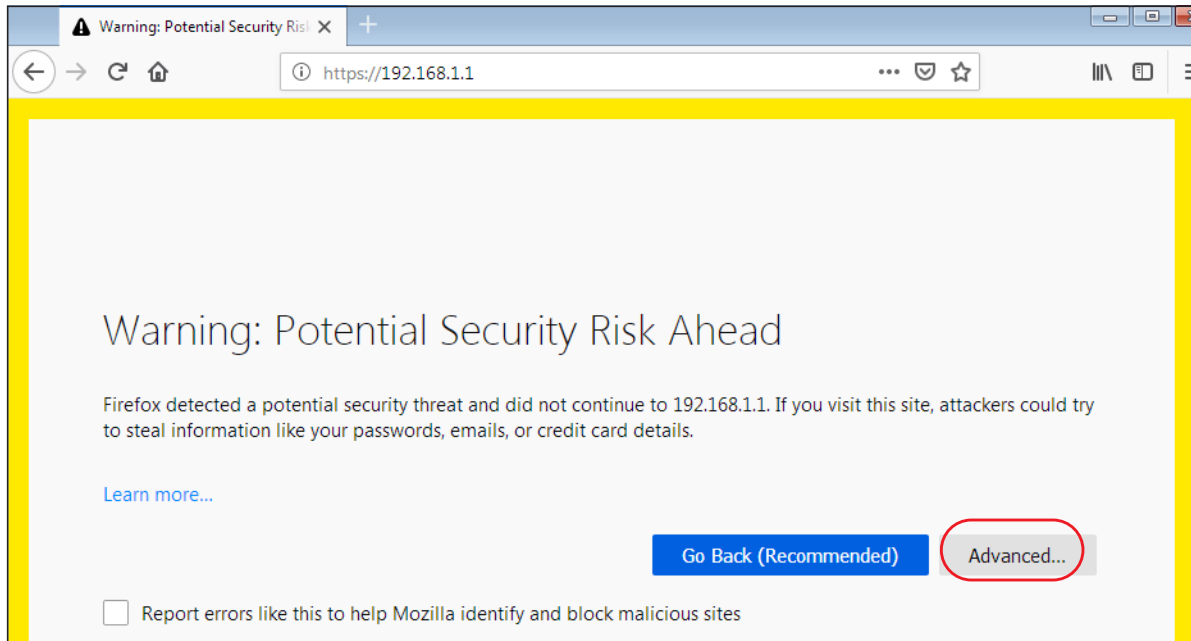 Warning: Potential Security Ris
https://192.168.1.1
Warning: Potential Security Risk Ahead
Firefox detected a potential security threat and did not continue to 192.168.1.1. If you visit this site, attackers could try
to steal information like your passwords, emails, or credit card details.
Learn more...
Go Back (Recommended) Advanced...
Report errors like this to help Mozilla identify and block malicious sites